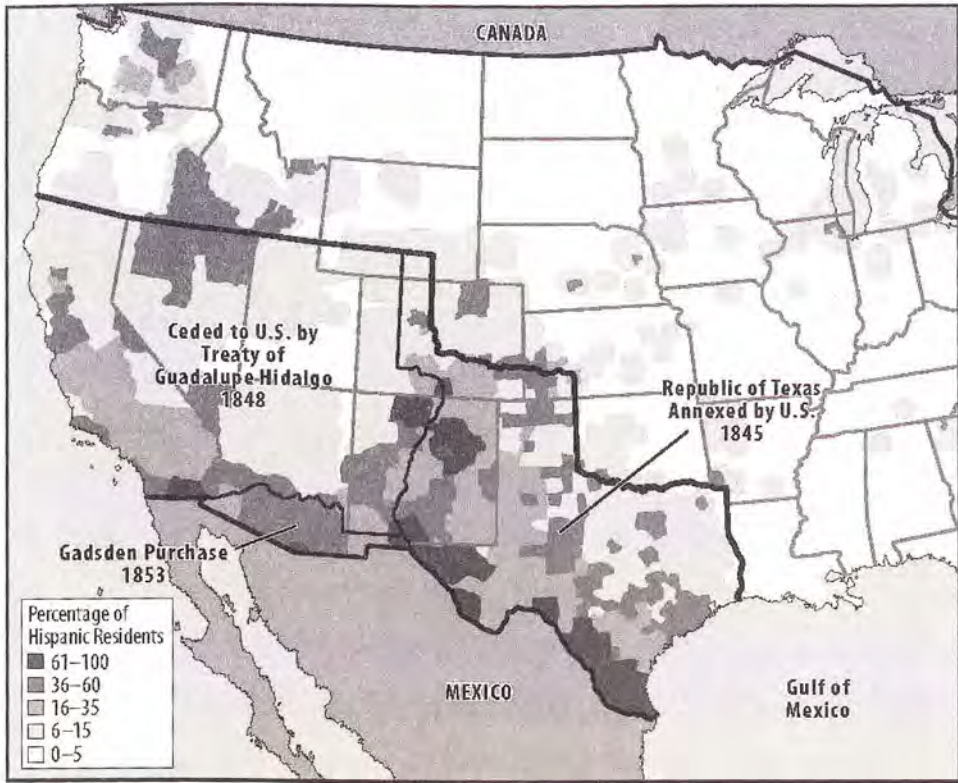 CANADA
Ceded to U.S. by
Treaty of
Guadalupe-Hidalgo
1848
Republic of Texas
Annexed by U.S.
1845
Gadsden Purchase
1853
Percentage of
Hispanic Residents
61–100
36–60
16–35
6–15
0–5
MEXICO
Gulf of
Mexico